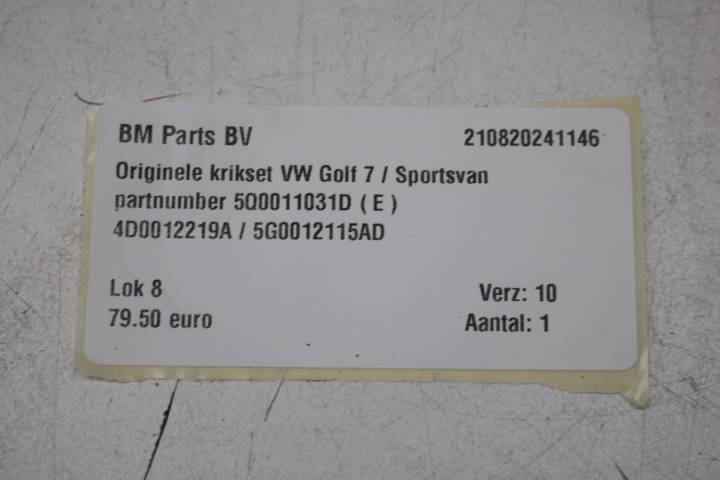 BM Parts BV 210820241146
Originele krikset VW Golf 7 / Sportsvan
partnumber 5Q0011031D ( E )
4D0012219A / 5G0012115AD
Lok 8 Verz: 10
79.50 euro Aantal: 1